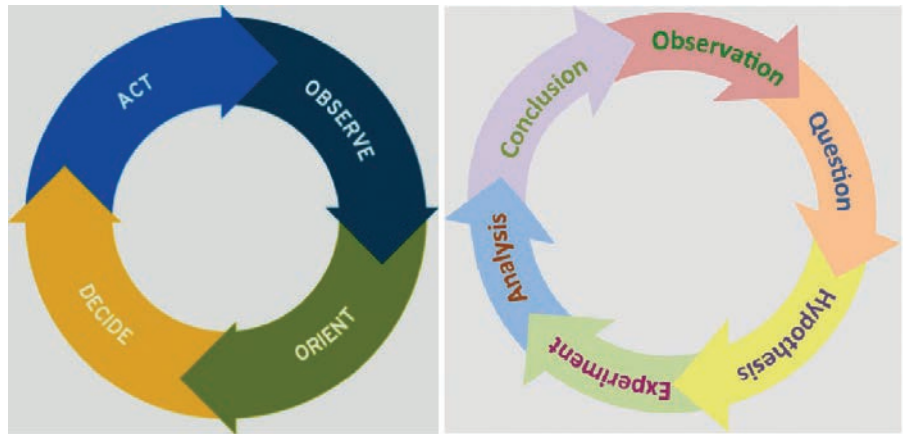 ACT
OBSERVE
ORIENT
DECIDE
Observation
Question
Hypothesis
Experiment
Analysis
Conclusion